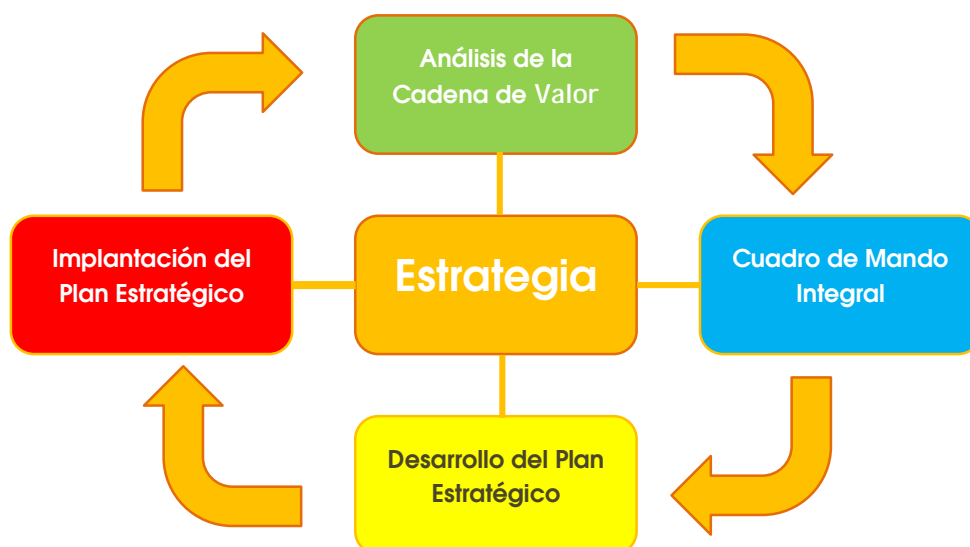 Análisis de la
Cadena de Valor
Implantación del
Plan Estratégico
Estrategia
Cuadro de Mando
Integral
Desarrollo del Plan
Estratégico